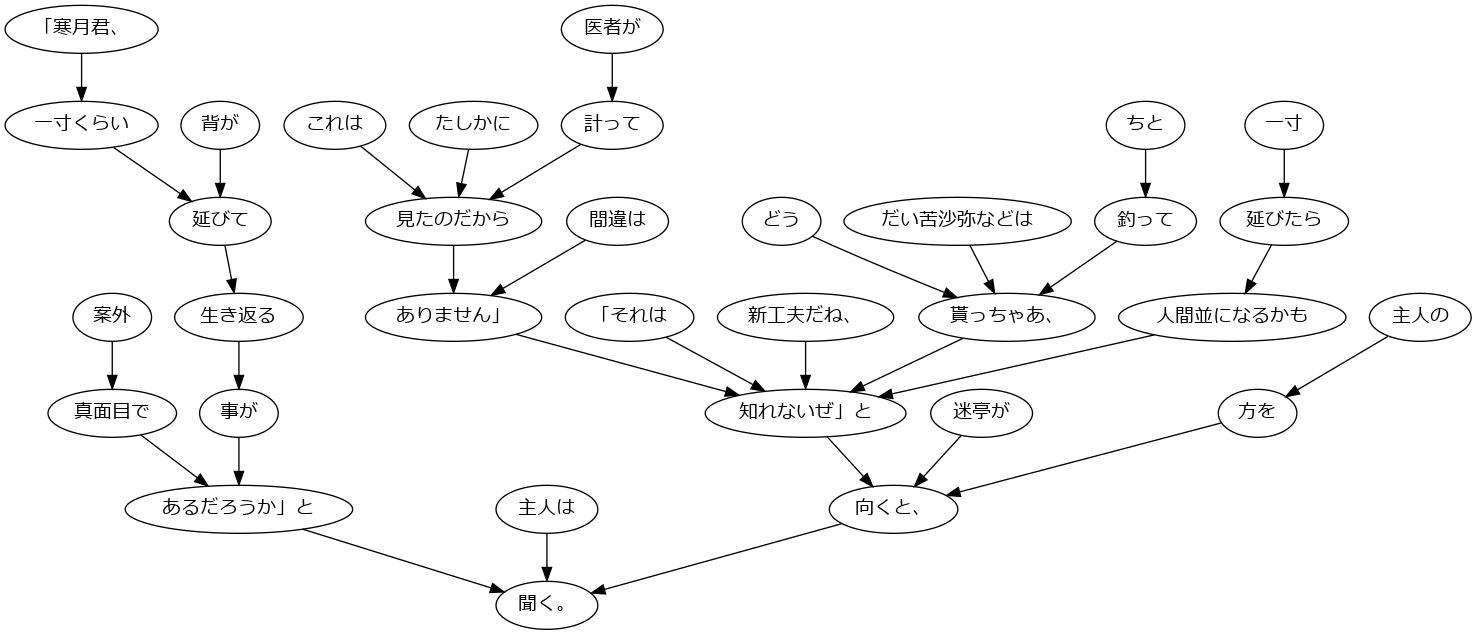 「寒月君、
医者が
一寸くらい
背が
これは
たしかに
計って
ちと
一寸
延びて
見たのだから
間違は
どう
だい苦沙弥などは
釣って
延びたら
案外
生き返る
ありません」
「それは
新工夫だね、
貰っちゃあ、
人間並になるかも
主人の
真面目で
事が
知れないぜ」と
迷亭が
方を
あるだろうか」と
主人は
向くと、
聞く。